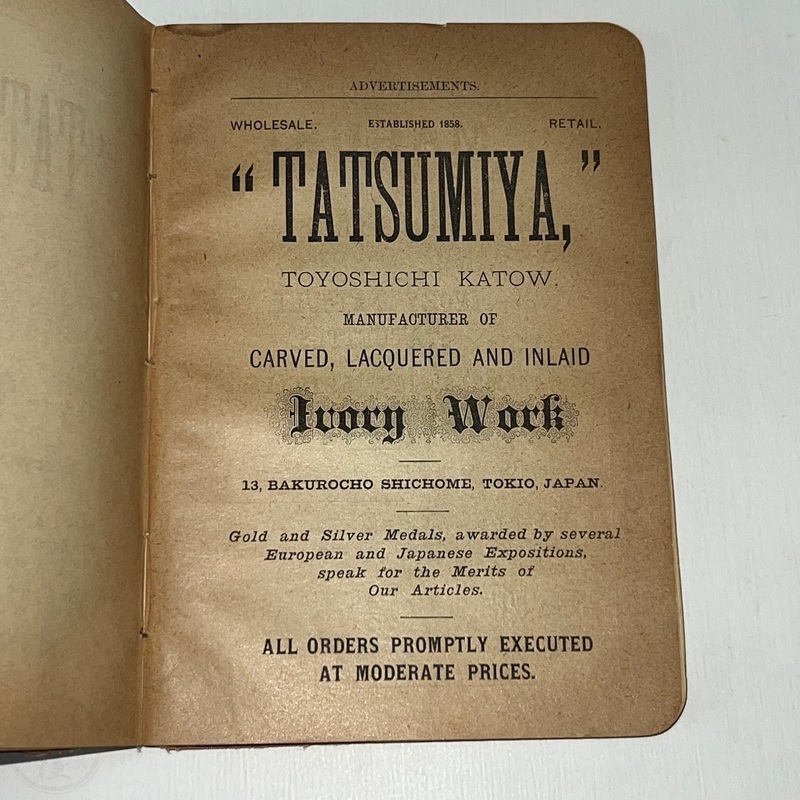 ADVERTISEMENTS.
WHOLESALE. ESTABLISHED 1858. RETAIL.
"TATSUMIYA,"
TOYOSHICHI KATOW.
MANUFACTURER OF
CARVED, LACQUERED AND INLAID
Ivory Work
13, BAKUROCHO SHICHOME, TOKIO, JAPAN.
Gold and Silver Medals, awarded by several
European and Japanese Expositions,
speak for the Merits of
Our Articles.
ALL ORDERS PROMPTLY EXECUTED
AT MODERATE PRICES.